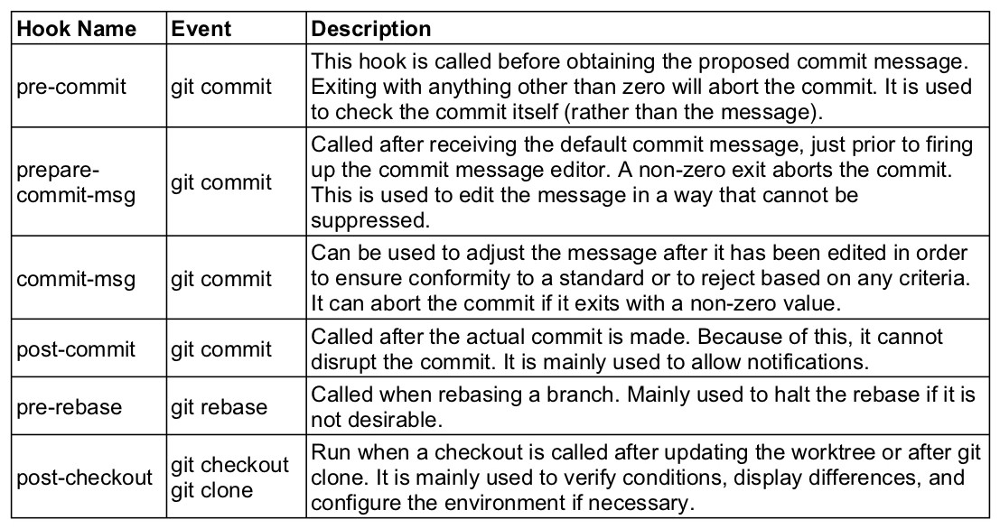 Hook Name Event Description
pre-commit git commit This hook is called before obtaining the proposed commit message.
Exiting with anything other than zero will abort the commit. It is used
to check the commit itself (rather than the message).
prepare-
commit-msg git commit Called after receiving the default commit message, just prior to firing
up the commit message editor. A non-zero exit aborts the commit.
This is used to edit the message in a way that cannot be
suppressed.
commit-msg git commit Can be used to adjust the message after it has been edited in order
to ensure conformity to a standard or to reject based on any criteria.
It can abort the commit if it exits with a non-zero value.
post-commit git commit Called after the actual commit is made. Because of this, it cannot
disrupt the commit. It is mainly used to allow notifications.
pre-rebase git rebase Called when rebasing a branch. Mainly used to halt the rebase if it is
not desirable.
post-checkout git checkout
git clone Run when a checkout is called after updating the worktree or after git
clone. It is mainly used to verify conditions, display differences, and
configure the environment if necessary.